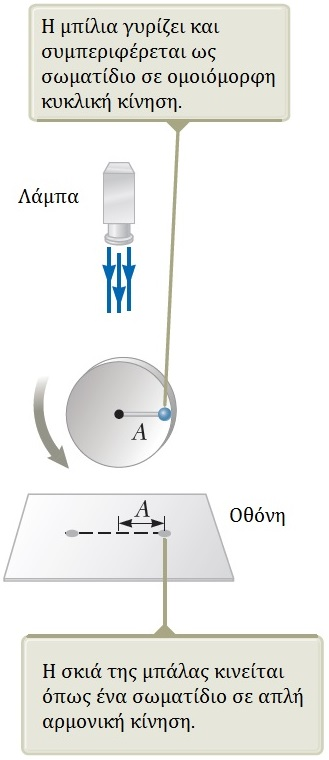 Η μπίλια γυρίζει και
συμπεριφέρεται ως
σωματίδιο σε ομοιόμορφη
κυκλική κίνηση.
Λάμπα
A
A
Οθόνη
Η σκιά της μπάλας κινείται
όπως ένα σωματίδιο σε απλή
αρμονική κίνηση.